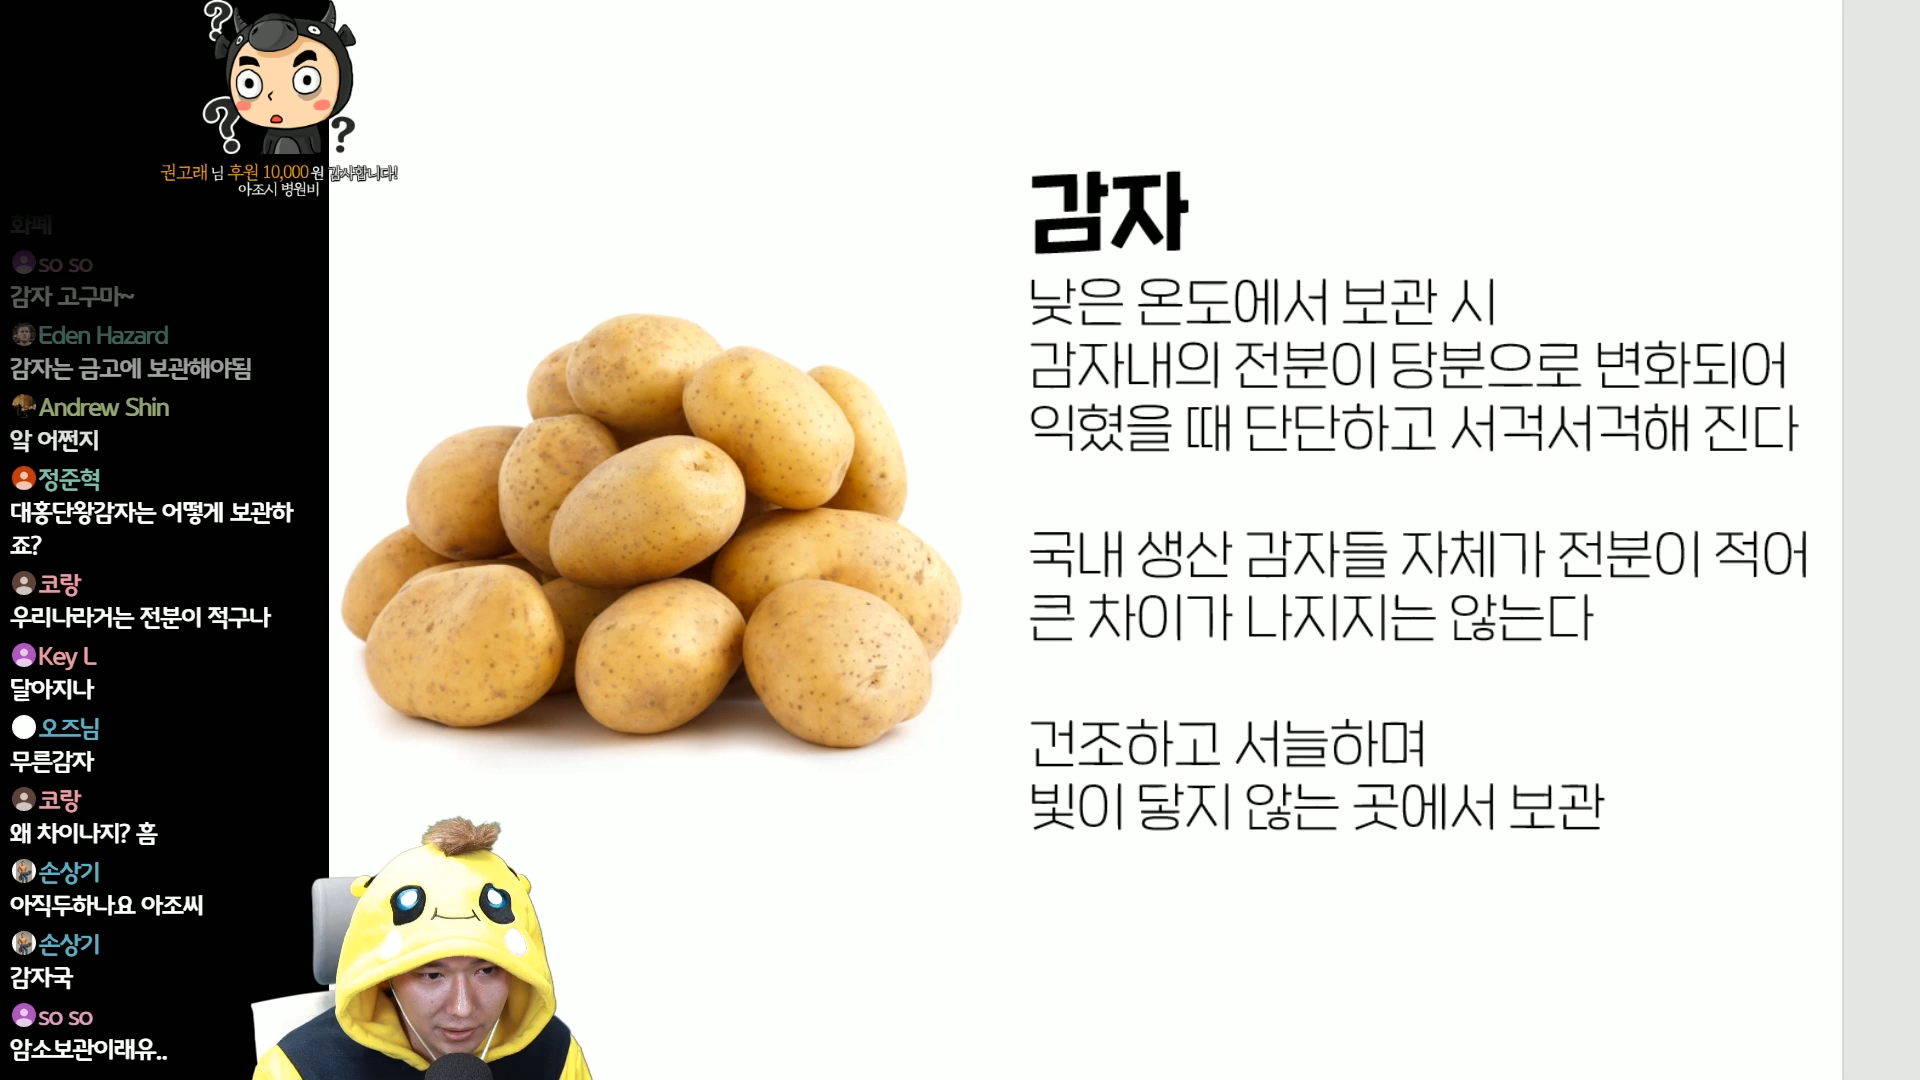 권고래 님 후원 10,000 원 감사합니다!
아조시 병원비
화폐
so so
감자 고구마~
Eden Hazard
감자는 금고에 보관해야됨
Andrew Shin
앜 어쩐지
정준혁
대홍단왕감자는 어떻게 보관하
죠?
코랑
우리나라거는 전분이 적구나
Key L
달아지나
오즈님
무른감자
코랑
왜 차이나지? 흠
손상기
아직두하나요 아조씨
손상기
감자국
so so
암소보관이래유..
감자
낮은 온도에서 보관 시
감자내의 전분이 당분으로 변화되어
익혔을 때 단단하고 서걱서걱해 진다
국내 생산 감자들 자체가 전분이 적어
큰 차이가 나지지는 않는다
건조하고 서늘하며
빛이 닿지 않는 곳에서 보관